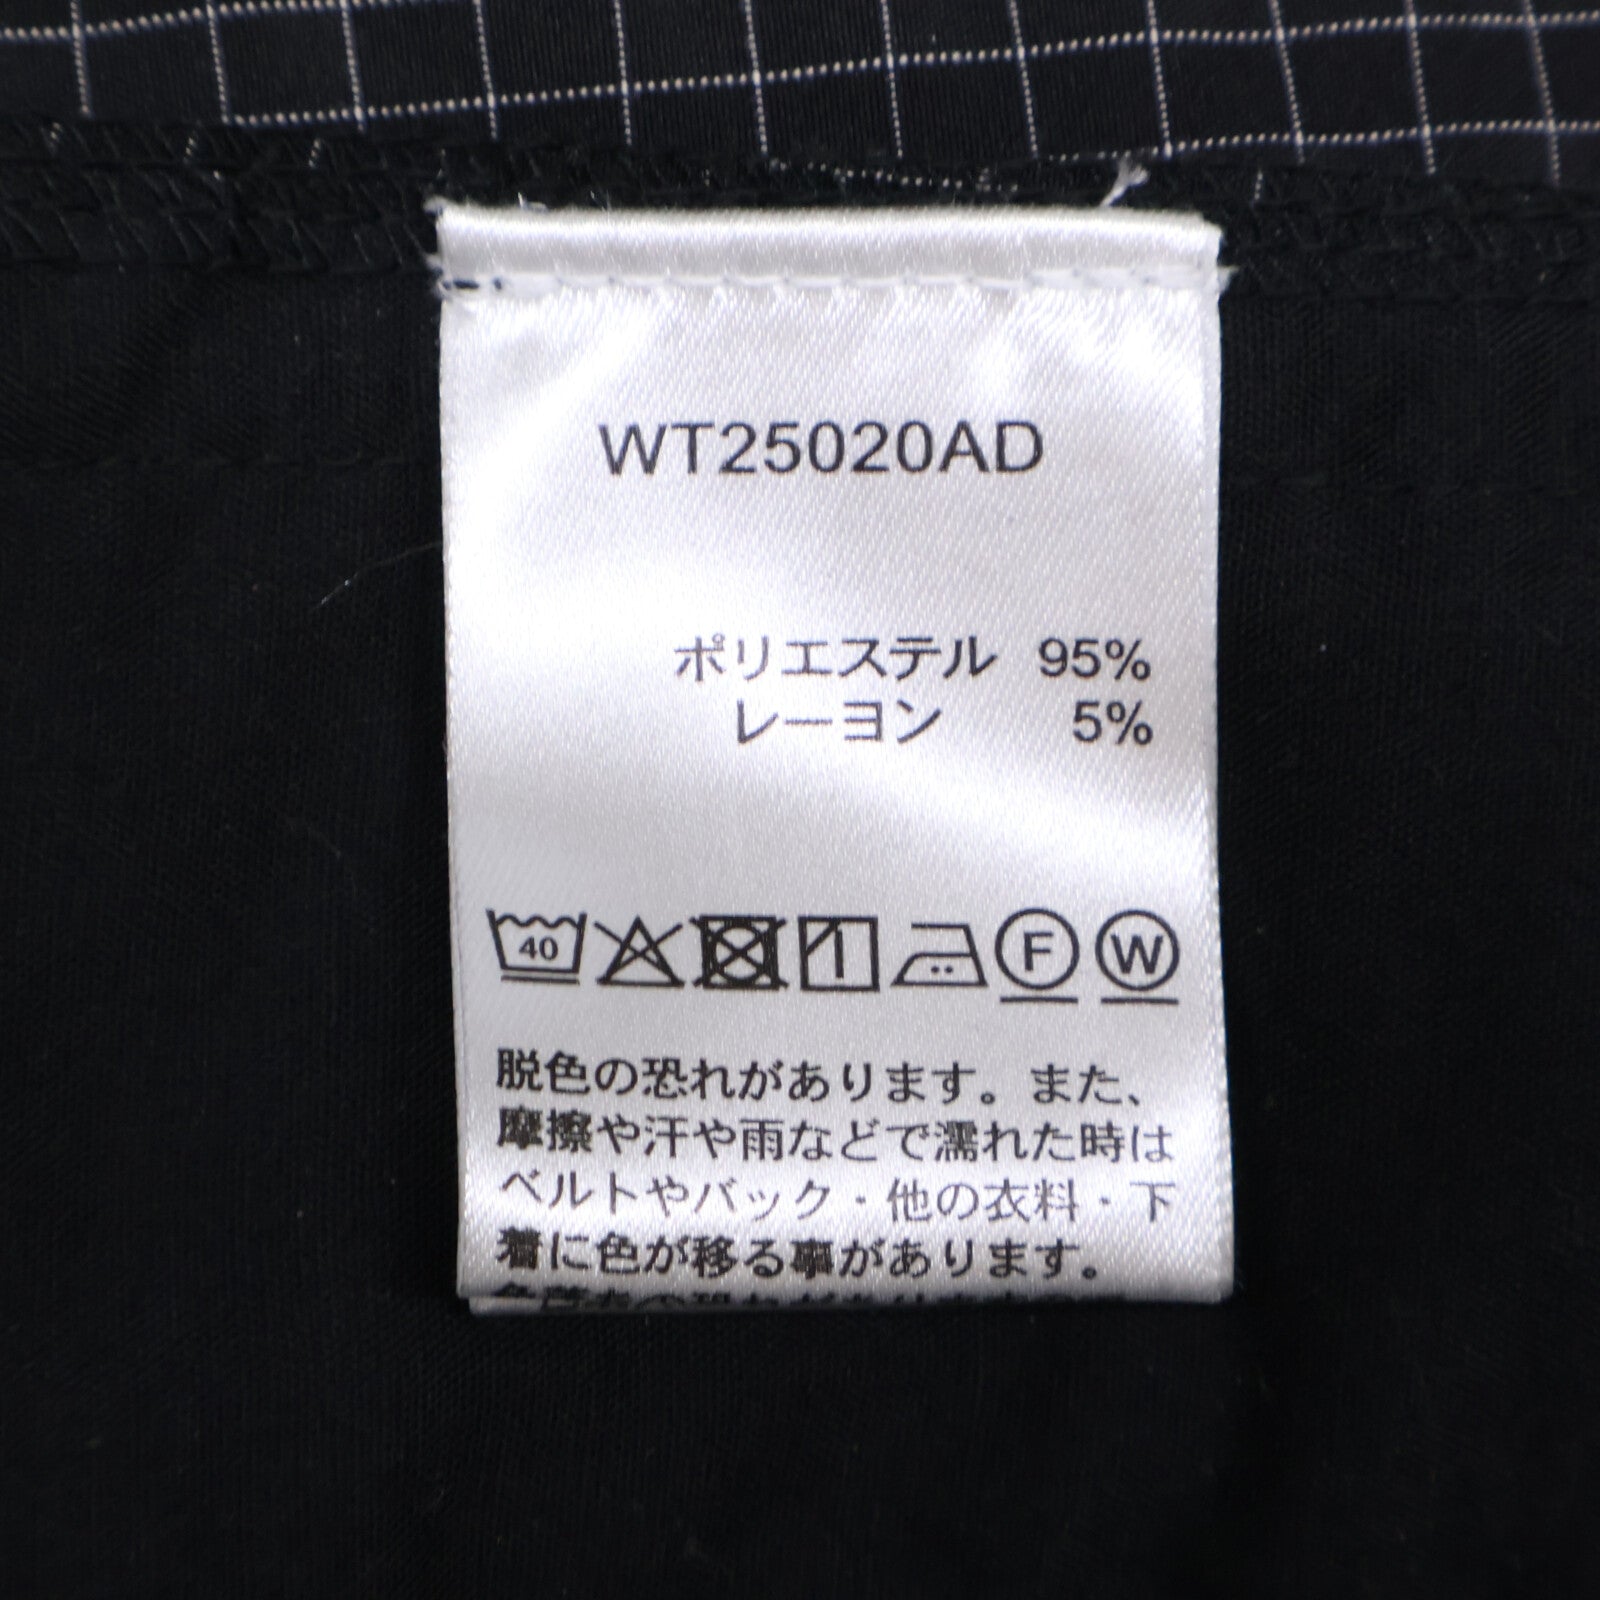 WT25020AD
ポリエステル 95%
レーヨン 5%
40
F W
脱色の恐れがあります。また、
摩擦や汗や雨などで濡れた時は
ベルトやバック・他の衣料・下
着に色が移る事があります。